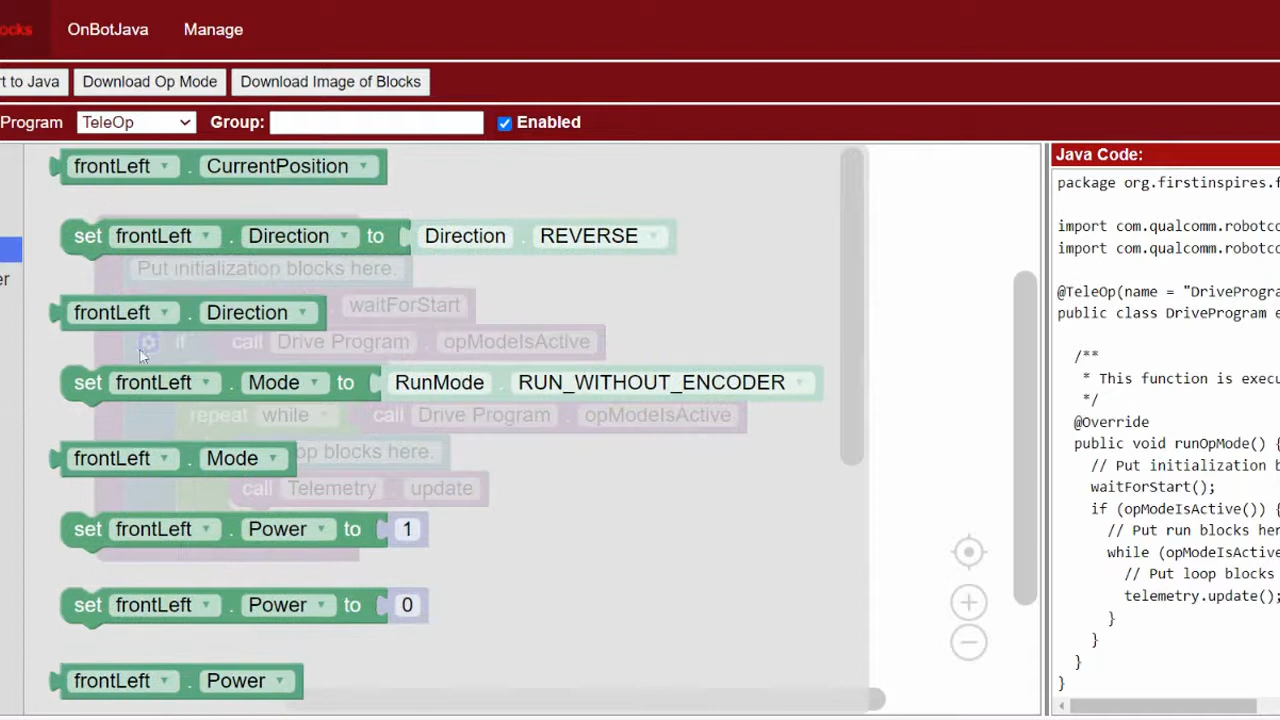 ocks OnBotJava Manage
rt to Java Download Op Mode Download Image of Blocks
Program TeleOp Group: Enabled
frontLeft . CurrentPosition
set frontLeft . Direction to Direction . REVERSE
Put initialization blocks here.
frontLeft . Direction waitForStart
if call Drive Program . opModeIsActive
set frontLeft . Mode to RunMode . RUN_WITHOUT_ENCODER
repeat while call Drive Program . opModeIsActive
frontLeft . Mode op blocks here.
call Telemetry . update
set frontLeft . Power to 1
set frontLeft . Power to 0
frontLeft . Power
er
Java Code:
package org.firstinspires.f
import com.qualcomm.robotco
import com.qualcomm.robotco
@TeleOp(name = "DriveProgra
public class DriveProgram e
/**
* This function is execu
*/
@Override
public void runOpMode() {
// Put initialization b
waitForStart();
if (opModeIsActive()) {
// Put run blocks her
while (opModeIsActive
// Put loop blocks
telemetry.update();
}
}
}
}